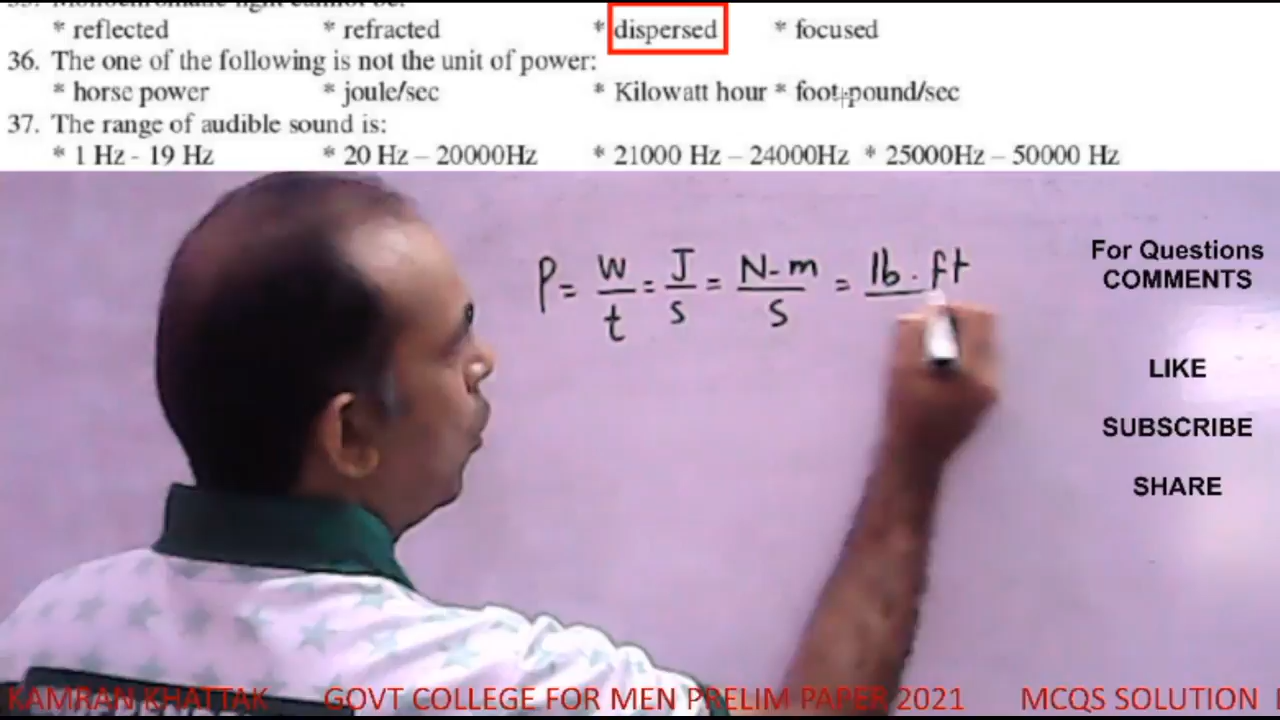 * reflected * refracted * dispersed * focused
36. The one of the following is not the unit of power:
* horse power * joule/sec * Kilowatt hour * foot-pound/sec
37. The range of audible sound is:
* 1 Hz - 19 Hz * 20 Hz – 20000Hz * 21000 Hz – 24000Hz * 25000Hz – 50000 Hz
P = W/t = J/s = N-m/s = lb.ft
For Questions
COMMENTS
LIKE
SUBSCRIBE
SHARE
KAMRAN KHATTAK GOVT COLLEGE FOR MEN PRELIM PAPER 2021 MCQS SOLUTION